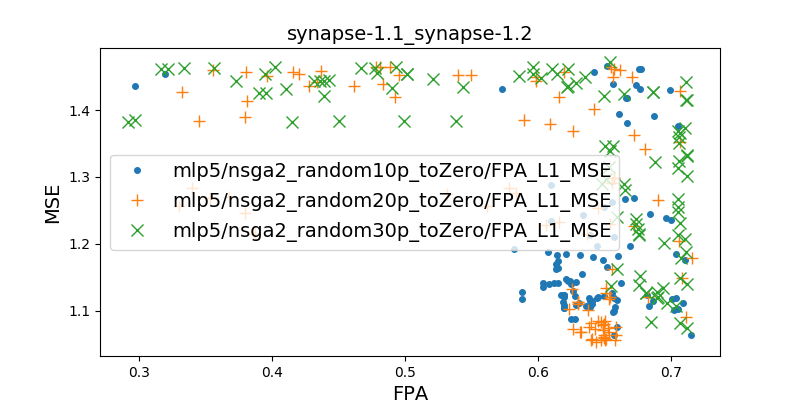 synapse-1.1_synapse-1.2
MSE
1.4
1.3
1.2
1.1
mlp5/nsga2_random10p_toZero/FPA_L1_MSE
mlp5/nsga2_random20p_toZero/FPA_L1_MSE
mlp5/nsga2_random30p_toZero/FPA_L1_MSE
0.3 0.4 0.5 0.6 0.7
FPA